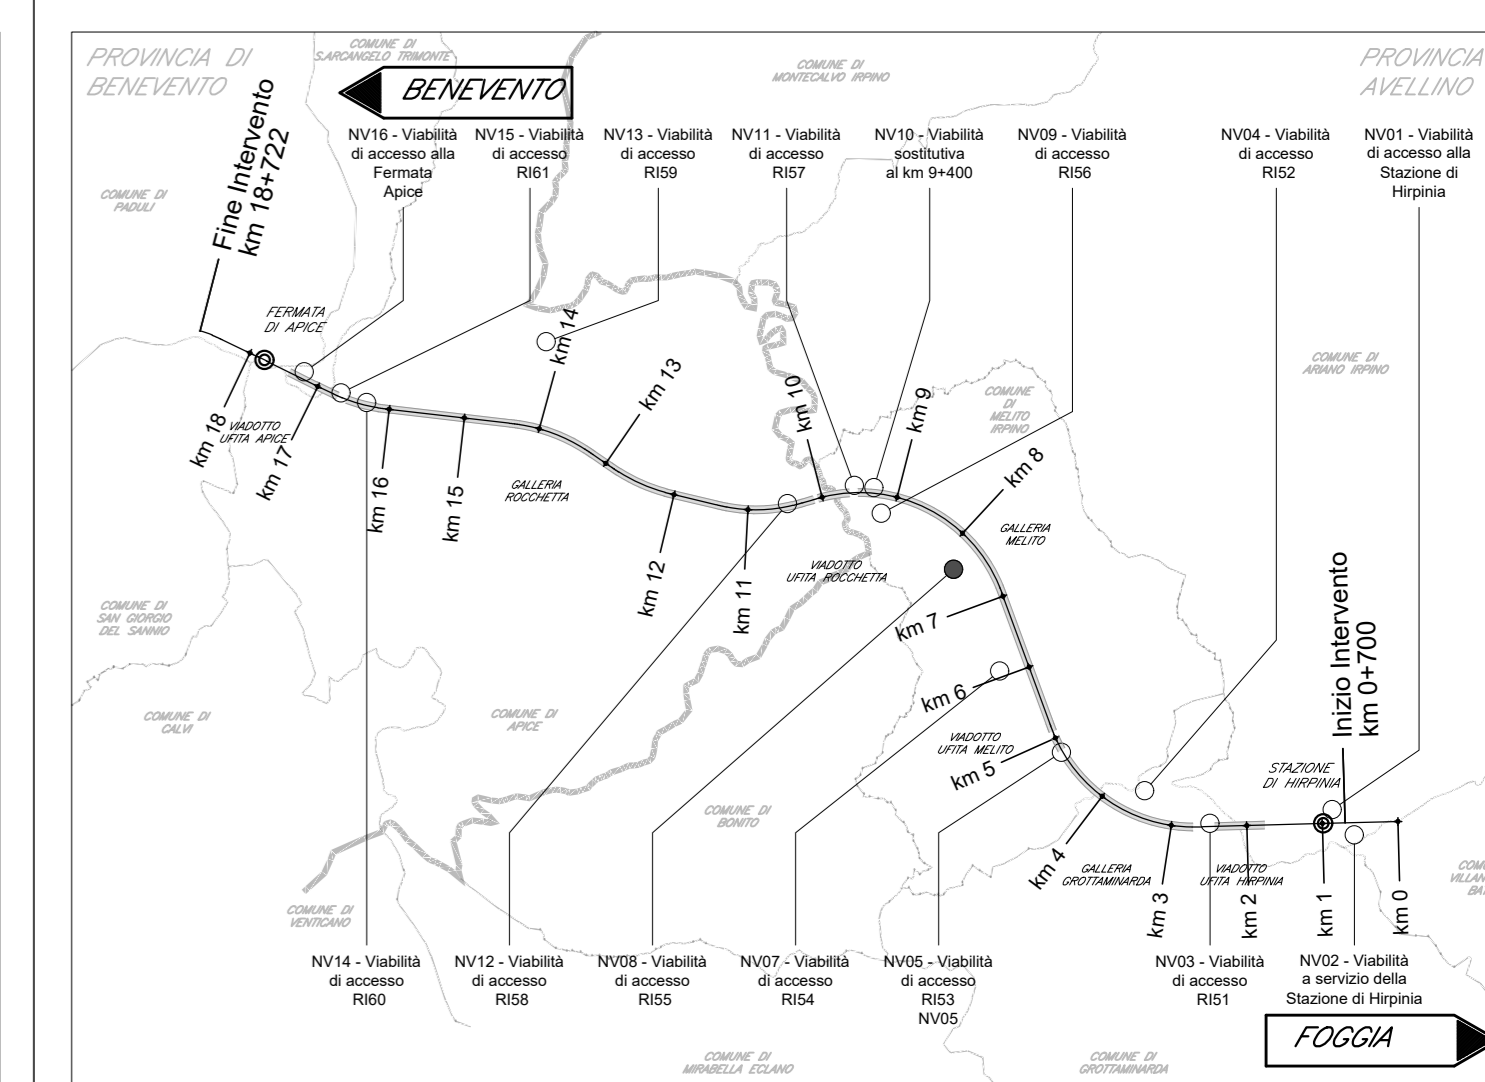 PROVINCIA DI
BENEVENTO
COMUNE DI
S.ARCANGELO TRIMONTE
BENEVENTO
COMUNE DI
MONTECALVO IRPINO
PROVINCIA
AVELLINO
Fine Intervento
km 18+722
NV16 - Viabilità
di accesso alla
Fermata
Apice
NV15 - Viabilità
di accesso
RI61
NV13 - Viabilità
di accesso
RI59
NV11 - Viabilità
di accesso
RI57
NV10 - Viabilità
sostitutiva
al km 9+400
NV09 - Viabilità
di accesso
RI56
NV04 - Viabilità
di accesso
RI52
NV01 - Viabilità
di accesso alla
Stazione di
Hirpinia
COMUNE DI
PADULI
FERMATA
DI APICE
km 14
km 13
km 10
km 9
COMUNE
DI
MELITO
IRPINO
COMUNE DI
ARIANO IRPINO
km 18
VIADOTTO
UFITA APICE
km 17
km 16
km 15
GALLERIA
ROCCHETTA
km 8
GALLERIA
MELITO
km 12
km 11
VIADOTTO
UFITA ROCCHETTA
km 7
COMUNE DI
SAN GIORGIO
DEL SANNIO
Inizio Intervento
km 0+700
km 6
COMUNE DI
CALVI
COMUNE DI
APICE
VIADOTTO
UFITA MELITO
km 5
STAZIONE
DI HIRPINIA
COMUNE DI
BONITO
km 4
GALLERIA
GROTTAMINARDA
VIADOTTO
UFITA HIRPINIA
km 3
km 2
km 1
km 0
COMUNE DI
VENTICANO
NV14 - Viabilità
di accesso
RI60
NV12 - Viabilità
di accesso
RI58
NV08 - Viabilità
di accesso
RI55
NV07 - Viabilità
di accesso
RI54
NV05 - Viabilità
di accesso
RI53
NV05
NV03 - Viabilità
di accesso
RI51
NV02 - Viabilità
a servizio della
Stazione di Hirpinia
FOGGIA
COMUNE DI
MIRABELLA ECLANO
COMUNE DI
GROTTAMINARDA